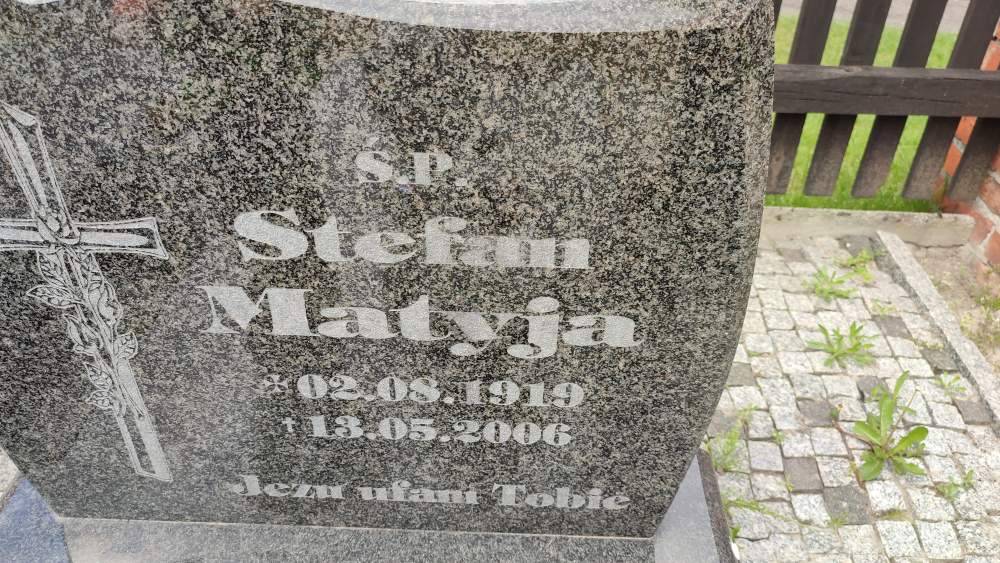 Ś.P.
Stefan
Matyja
* 02.08.1919
† 13.05.2006
Jezu ufam Tobie